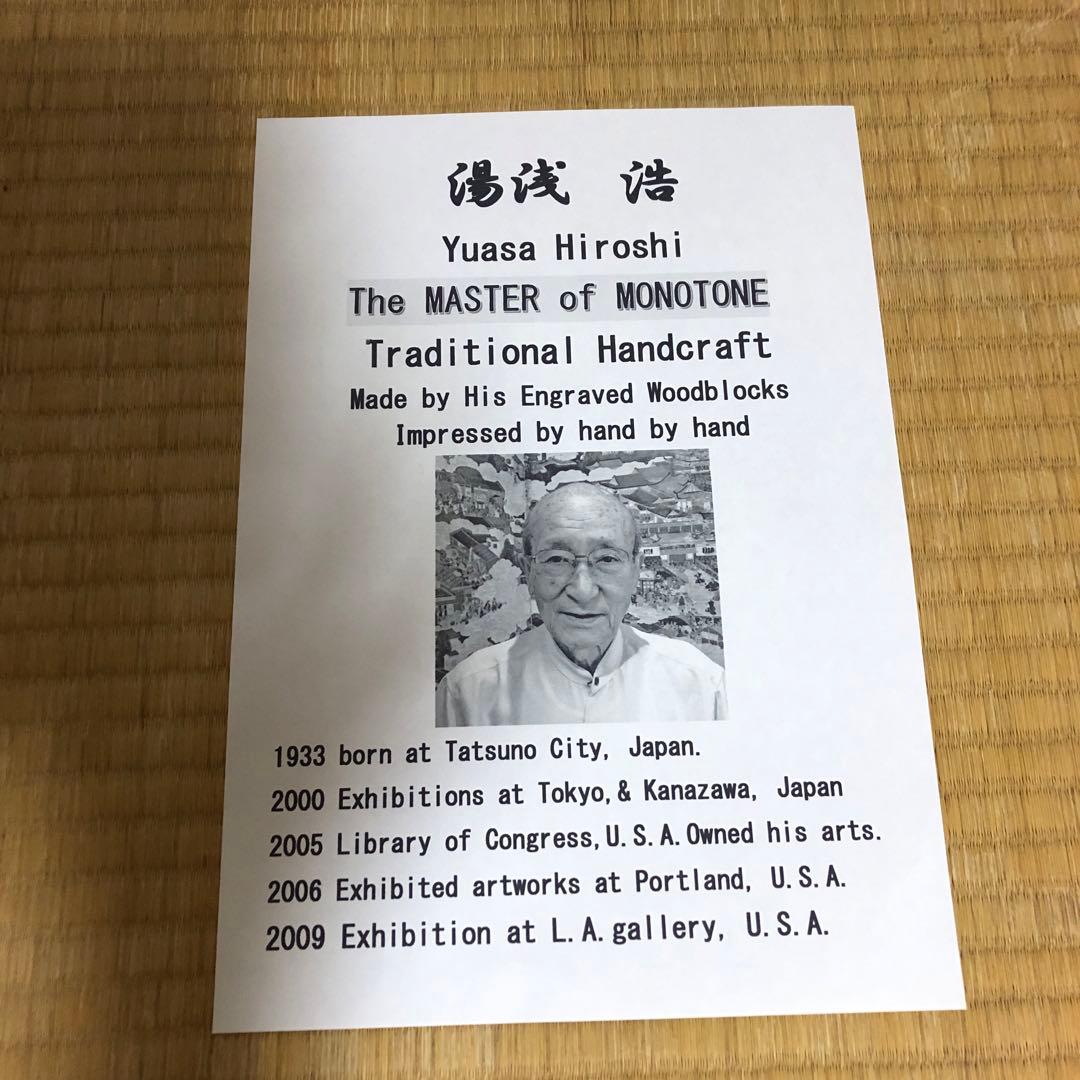 湯浅 浩
Yuasa Hiroshi
The MASTER of MONOTONE
Traditional Handcraft
Made by His Engraved Woodblocks
Impressed by hand by hand
1933 born at Tatsuno City, Japan.
2000 Exhibitions at Tokyo,& Kanazawa, Japan
2005 Library of Congress,U.S.A.Owned his arts.
2006 Exhibited artworks at Portland, U.S.A.
2009 Exhibition at L.A.gallery, U.S.A.